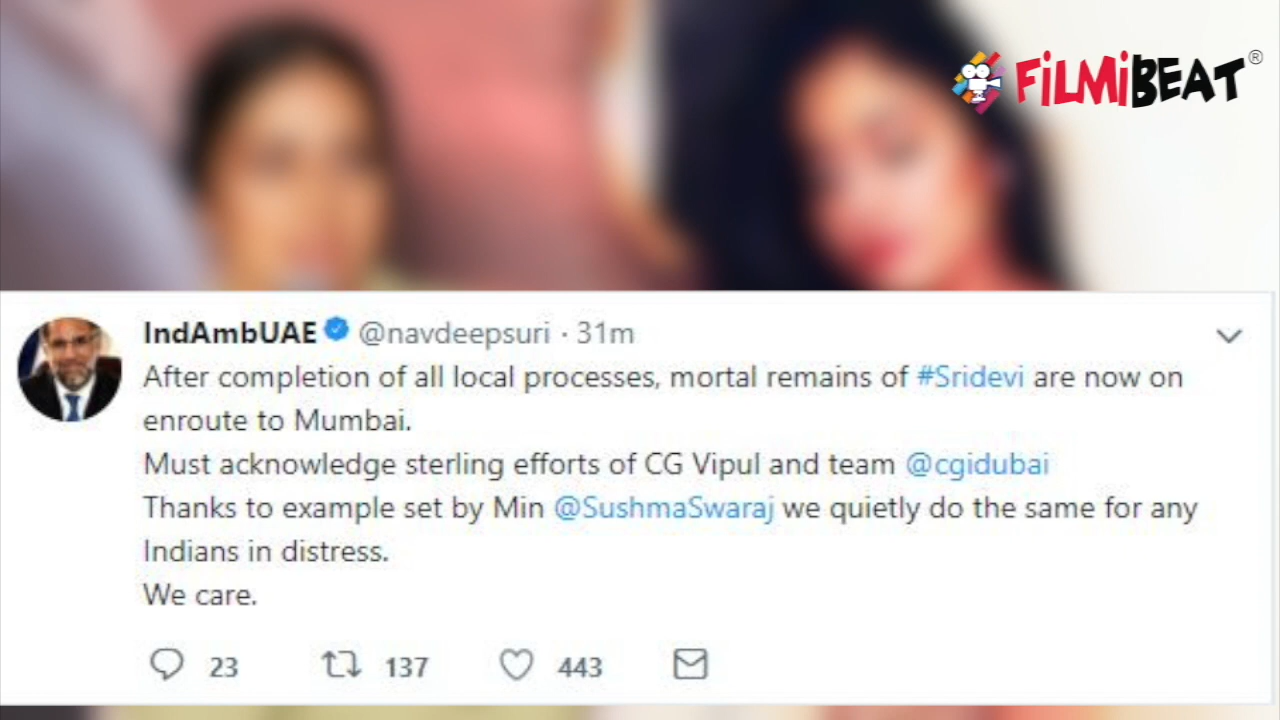 FiLMiBEAT®
IndAmbUAE @navdeepsuri · 31m
After completion of all local processes, mortal remains of #Sridevi are now on
enroute to Mumbai.
Must acknowledge sterling efforts of CG Vipul and team @cgidubai
Thanks to example set by Min @SushmaSwaraj we quietly do the same for any
Indians in distress.
We care.
23 137 443